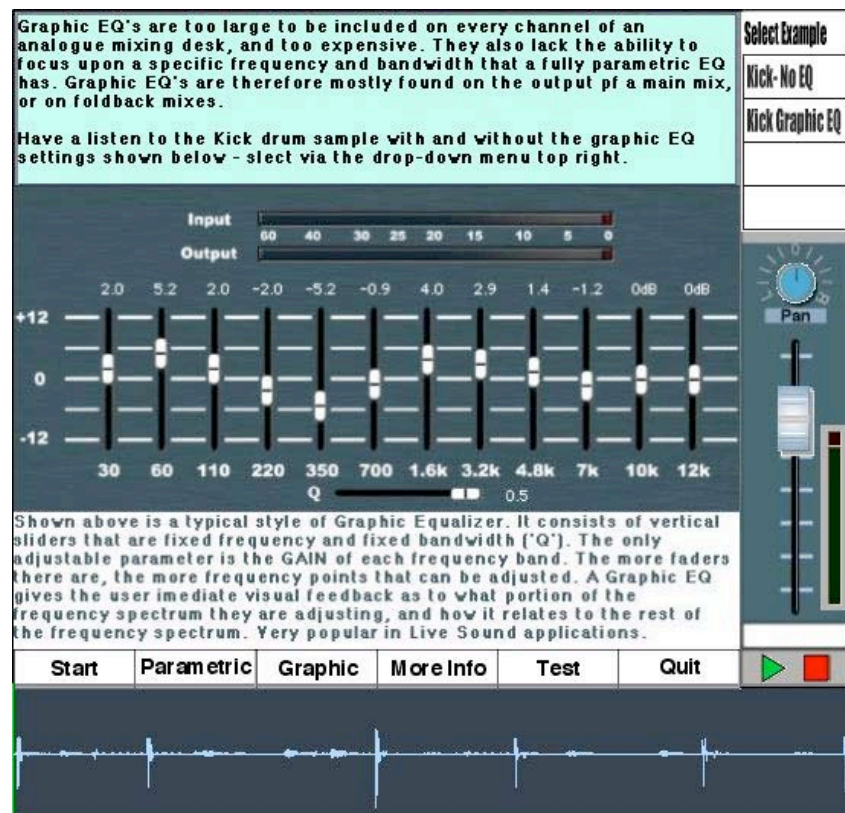 Graphic EQ's are too large to be included on every channel of an
analogue mixing desk, and too expensive. They also lack the ability to
focus upon a specific frequency and bandwidth that a fully parametric EQ
has. Graphic EQ's are therefore mostly found on the output pf a main mix,
or on foldback mixes.
Have a listen to the Kick drum sample with and without the graphic EQ
settings shown below - slect via the drop-down menu top right.
Select Example
Kick- No EQ
Kick Graphic EQ
Input
60 40 30 25 20 15 10 5 0
Output
2.0 5.2 2.0 -2.0 -5.2 -0.9 4.0 2.9 1.4 -1.2 0dB 0dB
+12
0
-12
30 60 110 220 350 700 1.6k 3.2k 4.8k 7k 10k 12k
Q 0.5
L 0 R
Pan
Shown above is a typical style of Graphic Equalizer. It consists of vertical
sliders that are fixed frequency and fixed bandwidth ('Q'). The only
adjustable parameter is the GAIN of each frequency band. The more faders
there are, the more frequency points that can be adjusted. A Graphic EQ
gives the user imediate visual feedback as to what portion of the
frequency spectrum they are adjusting, and how it relates to the rest of
the frequency spectrum. Very popular in Live Sound applications.
Start Parametric Graphic More Info Test Quit